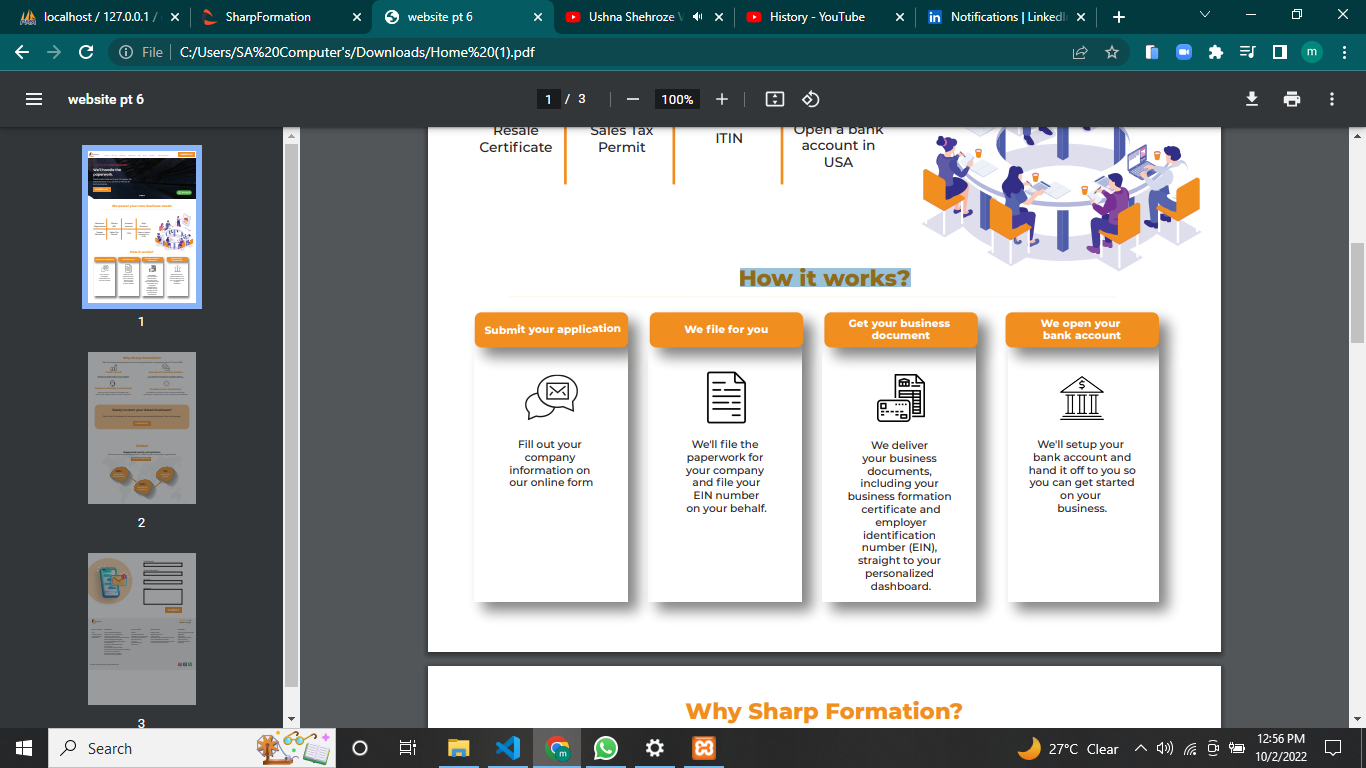 localhost / 127.0.0.1 /
SharpFormation
website pt 6
Ushna Shehroze V
History - YouTube
Notifications | LinkedI
File
C:/Users/SA%20Computer's/Downloads/Home%20(1).pdf
m
website pt 6
1 / 3
100%
Resale
Certificate
Sales Tax
Permit
ITIN
Open a bank
account in
USA
How it works?
Submit your application
Fill out your
company
information on
our online form
We file for you
We'll file the
paperwork for
your company
and file your
EIN number
on your behalf.
Get your business
document
We deliver
your business
documents,
including your
business formation
certificate and
employer
identification
number (EIN),
straight to your
personalized
dashboard.
We open your
bank account
We'll setup your
bank account and
hand it off to you so
you can get started
on your
business.
Why Sharp Formation?
1
2
3
Search
27°C Clear
12:56 PM
10/2/2022